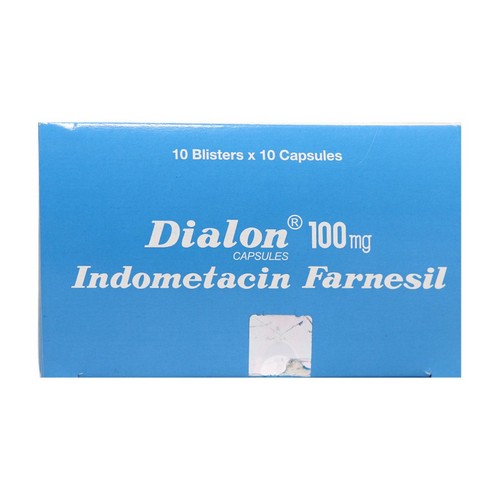 10 Blisters x 10 Capsules
Dialon® 100mg
CAPSULES
Indometacin Farnesil